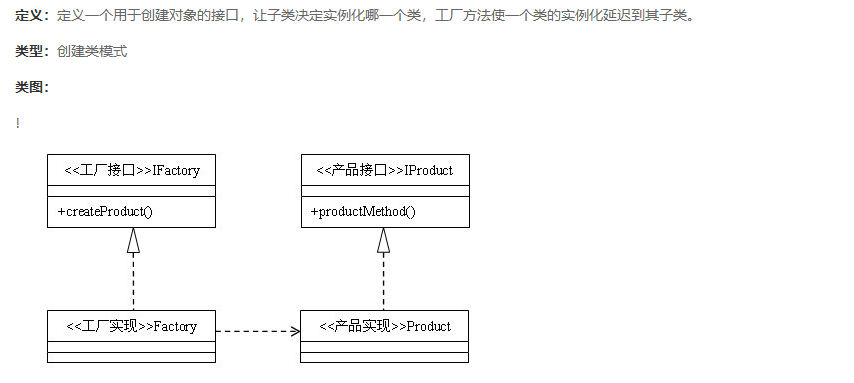 定义：定义一个用于创建对象的接口，让子类决定实例化哪一个类，工厂方法使一个类的实例化延迟到其子类。
类型：创建类模式
类图：
!
<<工厂接口>>IFactory
+createProduct()
<<产品接口>>IProduct
+productMethod()
<<工厂实现>>Factory
<<产品实现>>Product